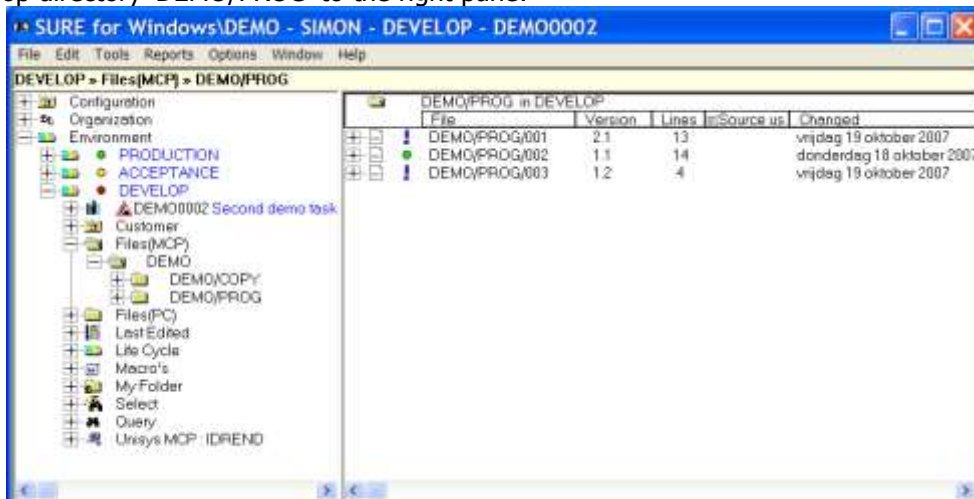 op directory 'DEMO/PROG' to the right panel
SURE for Windows\DEMO - SIMON - DEVELOP - DEMO0002
File Edit Tools Reports Options Window Help
DEVELOP » Files(MCP) » DEMO/PROG
Configuration
Organization
Environment
PRODUCTION
ACCEPTANCE
DEVELOP
DEMO0002 Second demo task
Customer
Files(MCP)
DEMO
DEMO/COPY
DEMO/PROG
Files(PC)
Last Edited
Life Cycle
Macro's
My Folder
Select
Query
Unisys MCP : IDREND
DEMO/PROG in DEVELOP
File Version Lines Source us Changed
DEMO/PROG/001 2.1 13 vrijdag 19 oktober 2007
DEMO/PROG/002 1.1 14 donderdag 18 oktober 2007
DEMO/PROG/003 1.2 4 vrijdag 19 oktober 2007